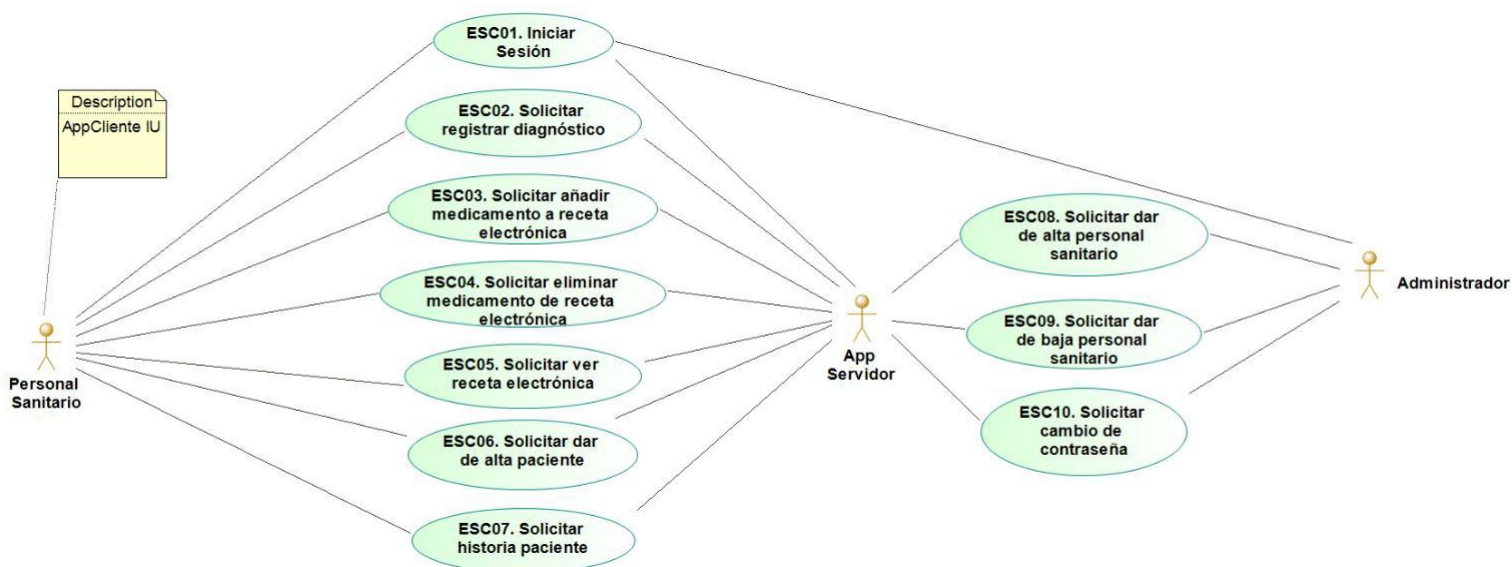 ESC01. Iniciar
Sesión
Description
AppCliente IU
ESC02. Solicitar
registrar diagnóstico
ESC03. Solicitar añadir
medicamento a receta
electrónica
ESC04. Solicitar eliminar
medicamento de receta
electrónica
ESC05. Solicitar ver
receta electrónica
ESC06. Solicitar dar
de alta paciente
ESC07. Solicitar
historia paciente
Personal
Sanitario
App
Servidor
ESC08. Solicitar dar
de alta personal
sanitario
ESC09. Solicitar dar
de baja personal
sanitario
ESC10. Solicitar
cambio de
contraseña
Administrador